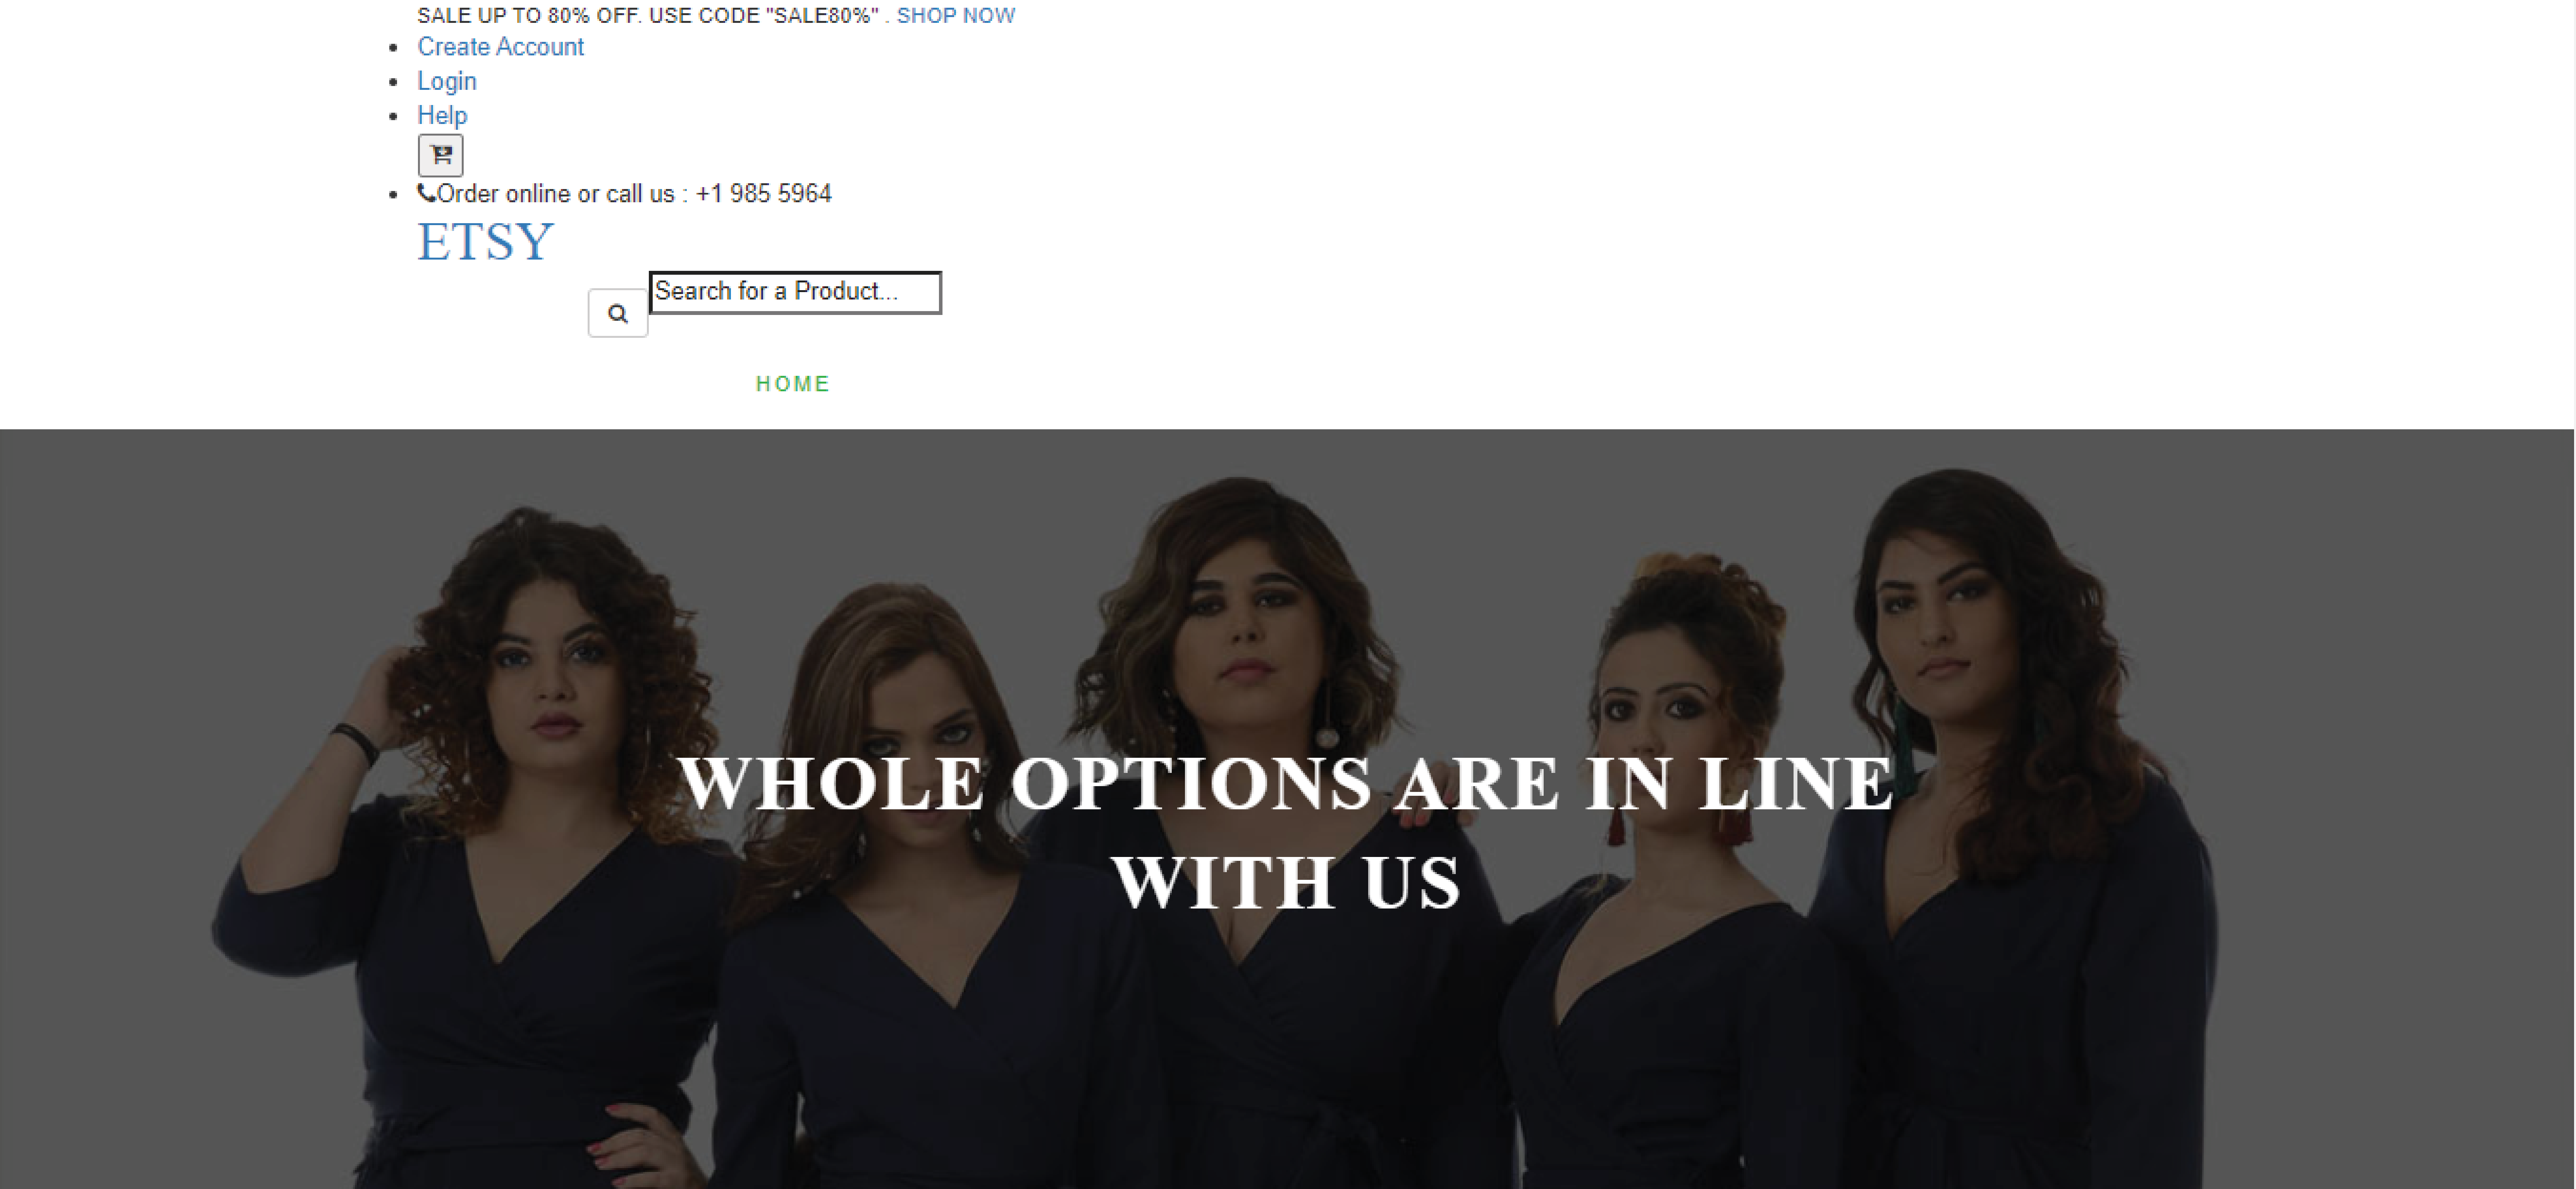 SALE UP TO 80% OFF. USE CODE "SALE80%" . SHOP NOW
Create Account
Login
Help
Order online or call us : +1 985 5964
ETSY
Search for a Product...
HOME
WHOLE OPTIONS ARE IN LINE
WITH US